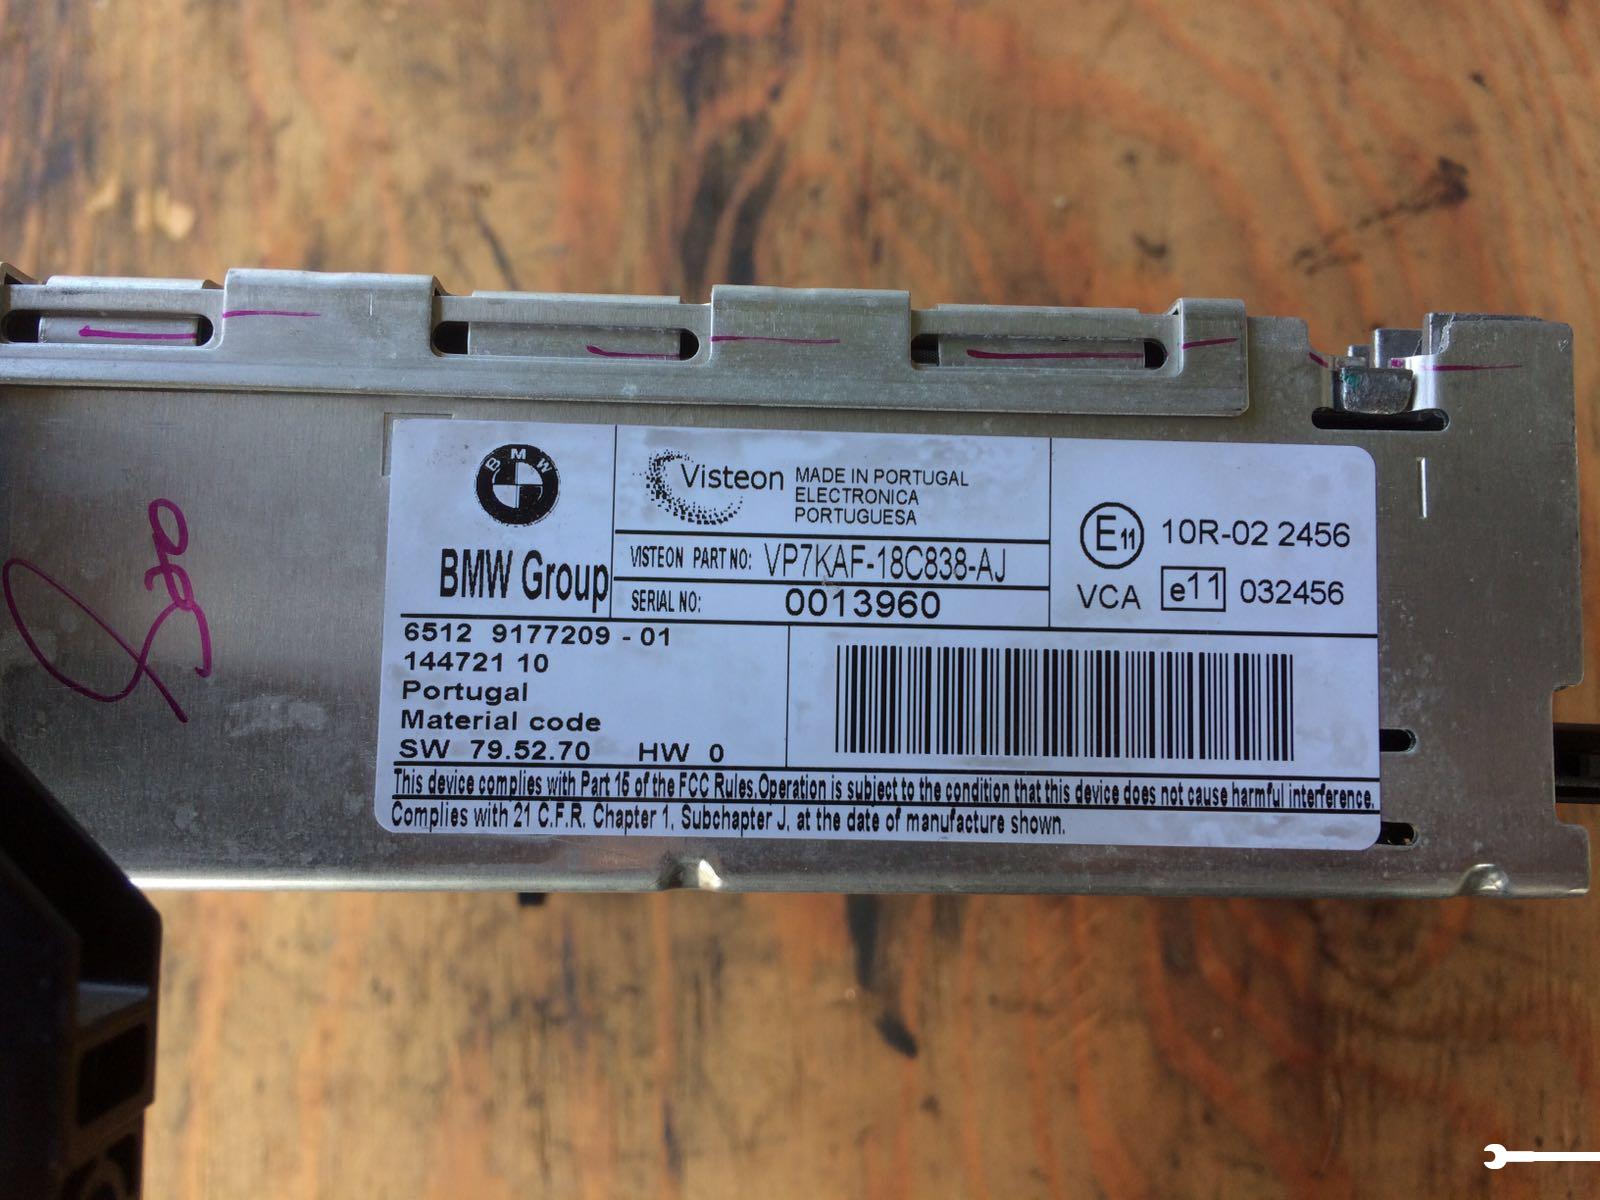 BMW
BMW Group
Visteon
MADE IN PORTUGAL
ELECTRONICA
PORTUGUESA
VISTEON PART NO: VP7KAF-18C838-AJ
SERIAL NO: 0013960
E11 10R-02 2456
VCA e11 032456
6512 9177209 - 01
144721 10
Portugal
Material code
SW 79.52.70 HW 0
This device complies with Part 15 of the FCC Rules.Operation is subject to the condition that this device does not cause harmful interference.
Complies with 21 C.F.R. Chapter 1, Subchapter J, at the date of manufacture shown.